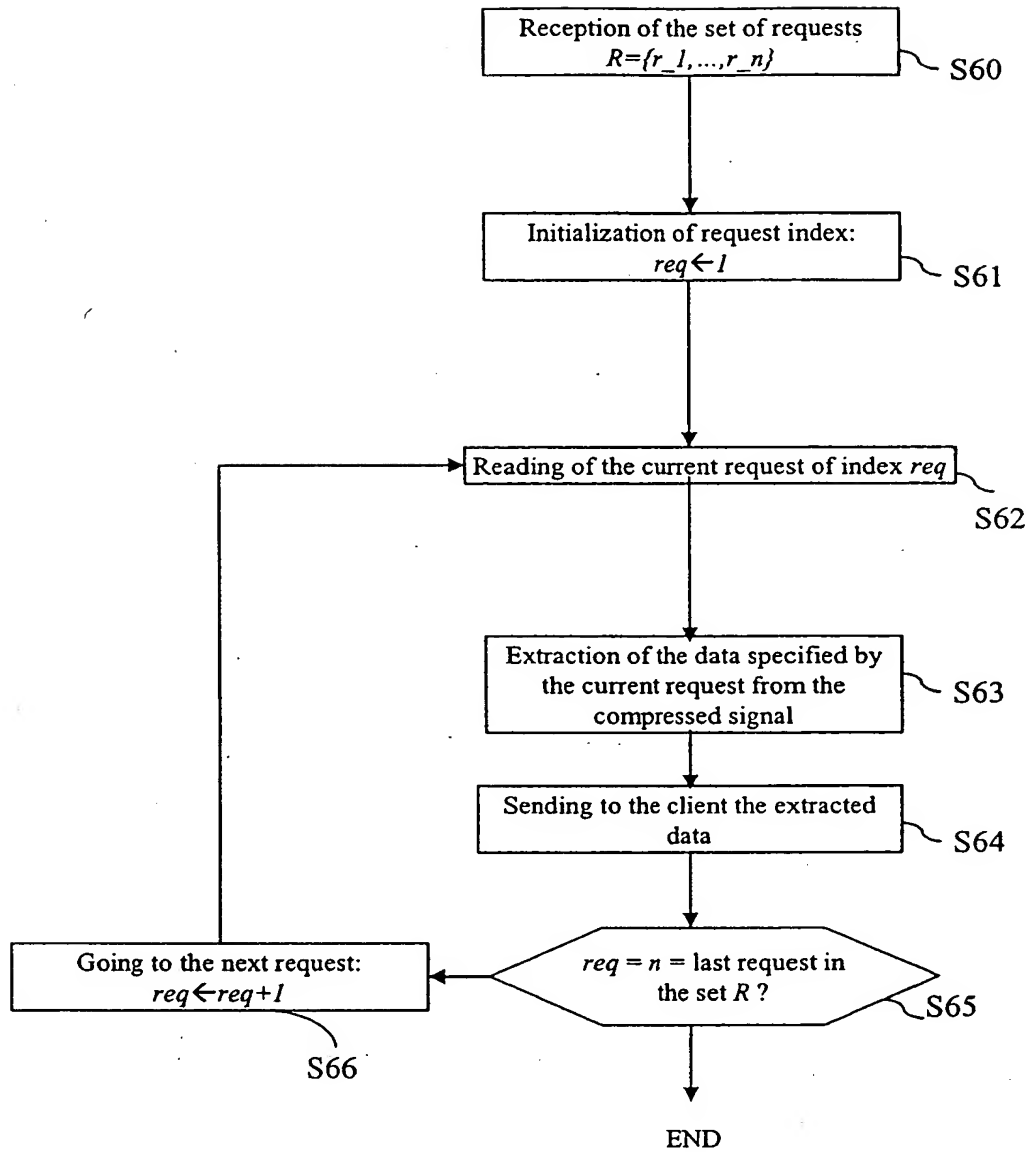 Reception of the set of requests
R={r_1,...,r_n}
S60
Initialization of request index:
req←1
S61
Reading of the current request of index req
S62
Extraction of the data specified by
the current request from the
compressed signal
S63
Sending to the client the extracted
data
S64
req = n = last request in
the set R ?
S65
Going to the next request:
req←req+1
S66
END